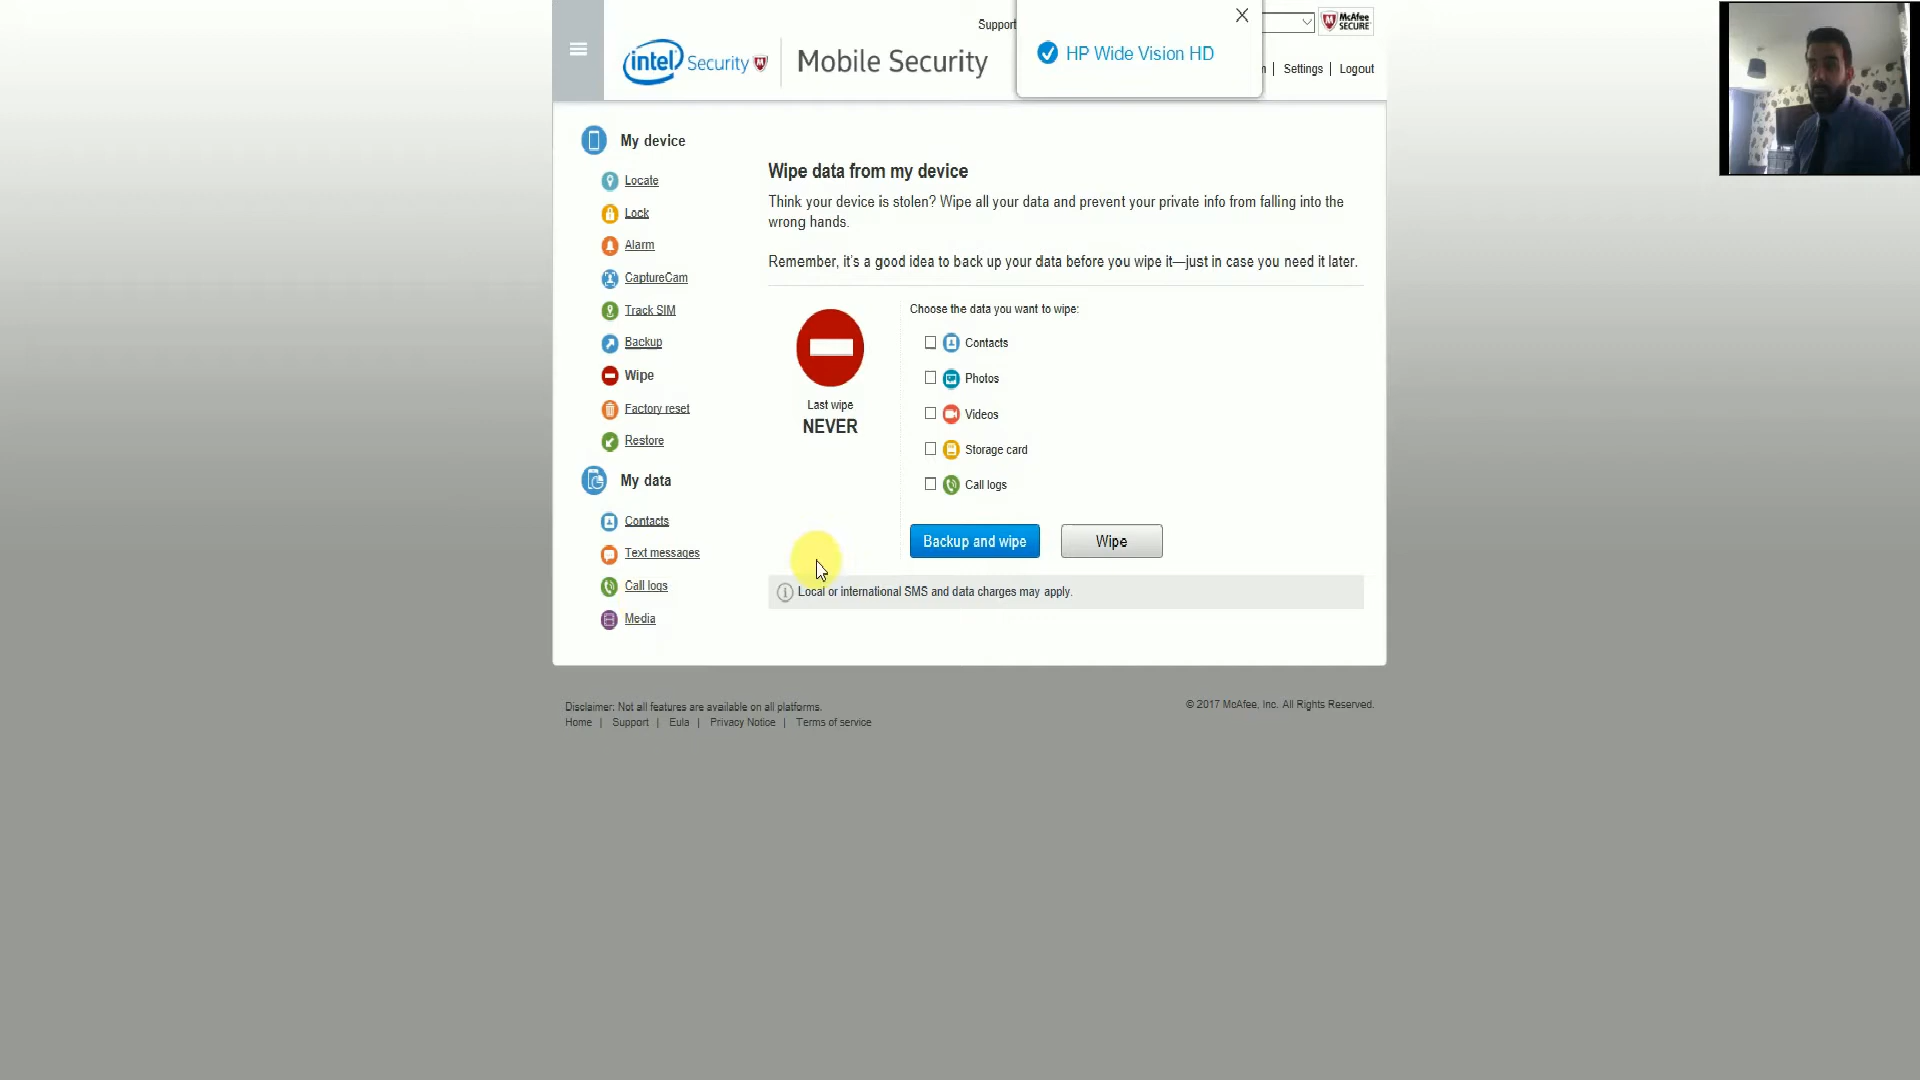 Support
McAfee
SECURE
HP Wide Vision HD
intel Security
Mobile Security
Settings | Logout
My device
Locate
Lock
Alarm
CaptureCam
Track SIM
Backup
Wipe
Factory reset
Restore
My data
Contacts
Text messages
Call logs
Media
Wipe data from my device
Think your device is stolen? Wipe all your data and prevent your private info from falling into the
wrong hands.
Remember, it's a good idea to back up your data before you wipe it—just in case you need it later.
Last wipe
NEVER
Choose the data you want to wipe:
Contacts
Photos
Videos
Storage card
Call logs
Backup and wipe
Wipe
Local or international SMS and data charges may apply.
Disclaimer: Not all features are available on all platforms.
Home | Support | Eula | Privacy Notice | Terms of service
© 2017 McAfee, Inc. All Rights Reserved.